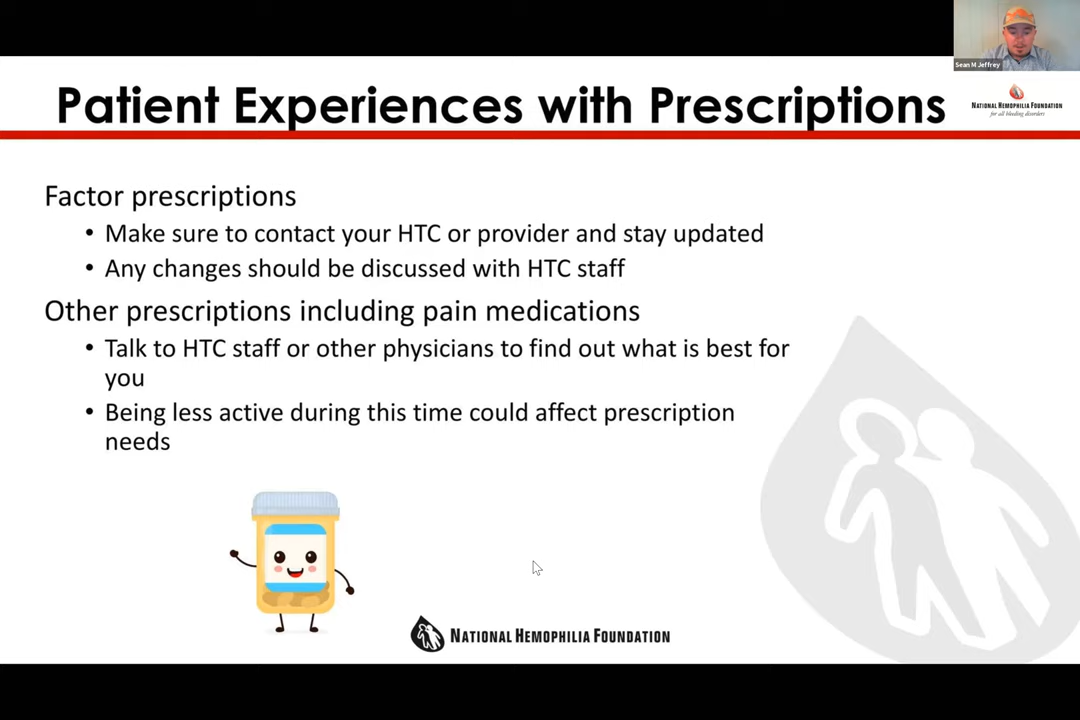 Sean M Jeffrey
Patient Experiences with Prescriptions
NATIONAL HEMOPHILIA FOUNDATION
for all bleeding disorders
Factor prescriptions
• Make sure to contact your HTC or provider and stay updated
• Any changes should be discussed with HTC staff
Other prescriptions including pain medications
• Talk to HTC staff or other physicians to find out what is best for
you
• Being less active during this time could affect prescription
needs
NATIONAL HEMOPHILIA FOUNDATION